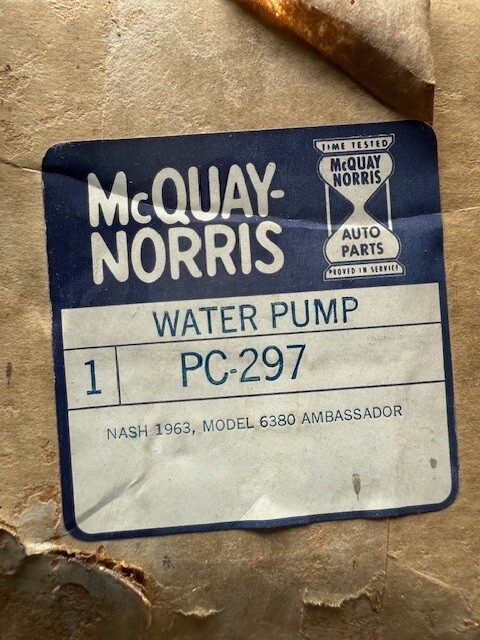 McQUAY-
NORRIS
TIME TESTED
McQUAY
NORRIS
AUTO
PARTS
PROVED IN SERVICE
WATER PUMP
1 PC-297
NASH 1963, MODEL 6380 AMBASSADOR